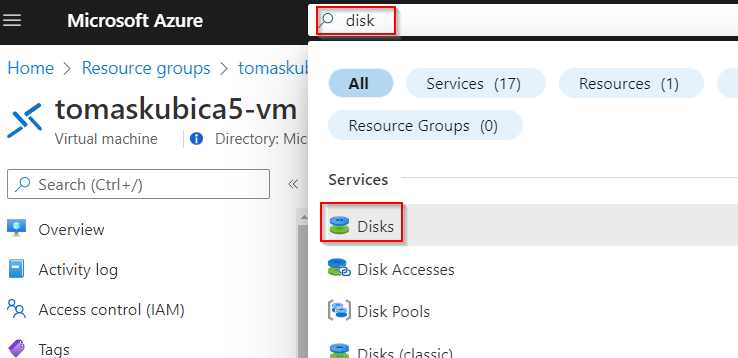 Microsoft Azure
disk
Home > Resource groups > tomaskub
tomaskubica5-vm
Virtual machine
Directory: Mic
Search (Ctrl+/)
«
Overview
Activity log
Access control (IAM)
Tags
All
Services (17)
Resources (1)
Resource Groups (0)
Services
Disks
Disk Accesses
Disk Pools
Disks (classic)